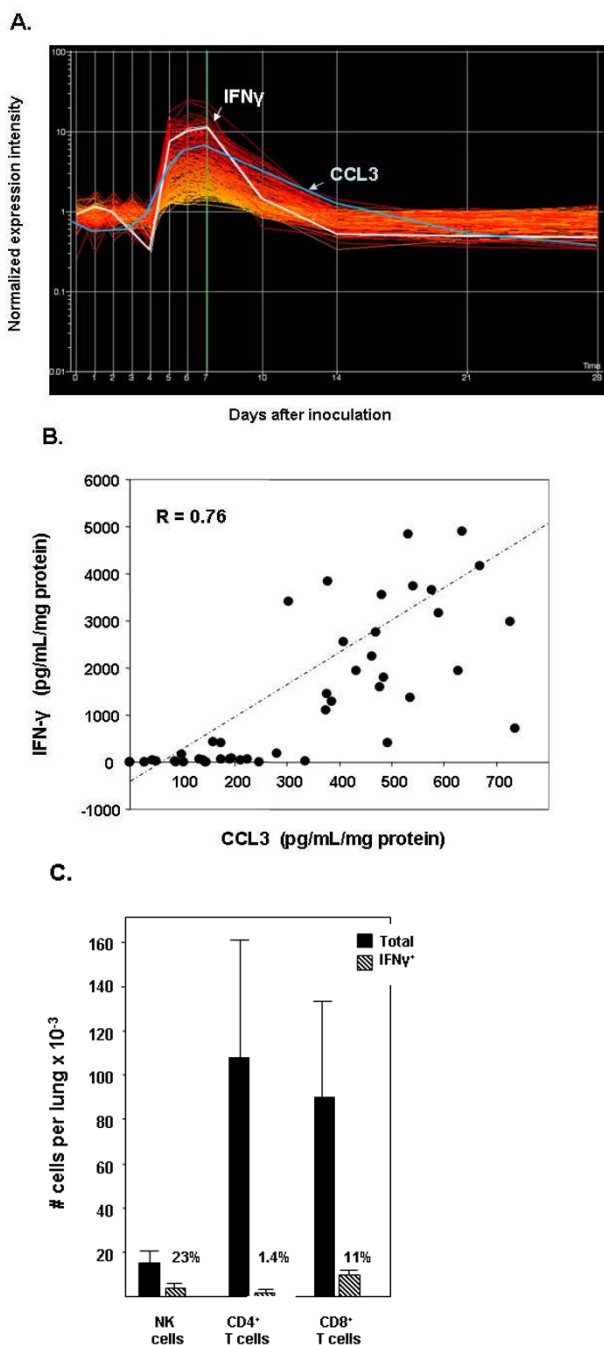 A.
100
10
1
0.1
0.01
IFNγ
CCL3
Normalized expression intensity
0 1 2 3 4 5 6 7 10 14 21 28
Time
Days after inoculation
B.
R = 0.76
6000
5000
4000
3000
2000
1000
0
-1000
IFN-γ (pg/mL/mg protein)
100 200 300 400 500 600 700
CCL3 (pg/mL/mg protein)
C.
Total
IFNγ⁺
160
140
120
100
80
60
40
20
# cells per lung x 10⁻³
23% 1.4% 11%
NK CD4⁺ CD8⁺
cells T cells T cells